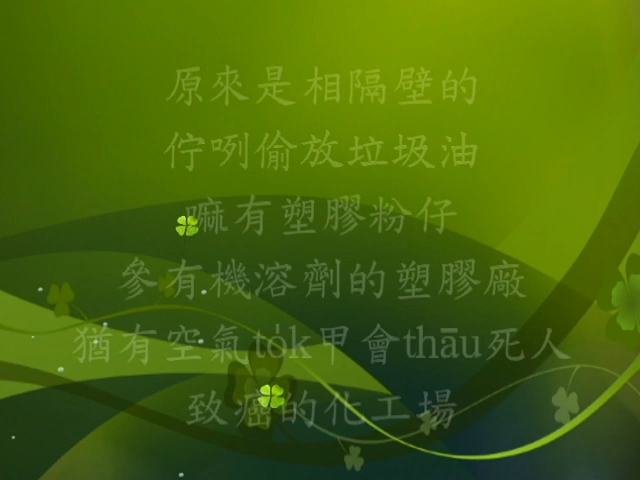 原來是相隔壁的
佇咧偷放垃圾油
嘛有塑膠粉仔
參有機溶劑的塑膠廠
猶有空氣to̍k甲會thāu死人
致癌的化工場